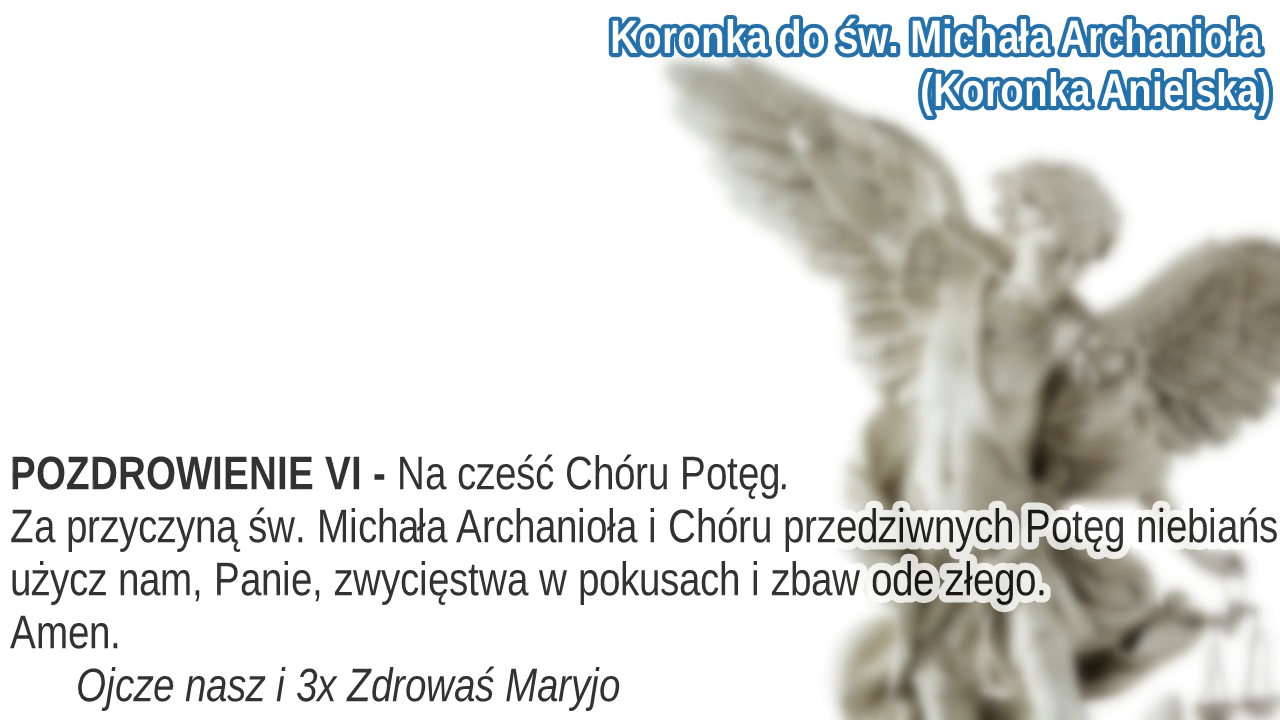 Koronka do św. Michała Archanioła
(Koronka Anielska)
POZDROWIENIE VI - Na cześć Chóru Potęg.
Za przyczyną św. Michała Archanioła i Chóru przedziwnych Potęg niebiańs
użycz nam, Panie, zwycięstwa w pokusach i zbaw ode złego.
Amen.
Ojcze nasz i 3x Zdrowaś Maryjo